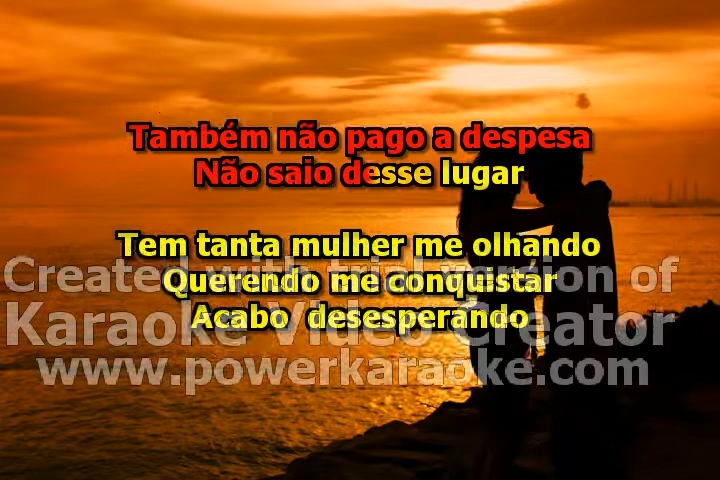 Também não pago a despesa
Não saio desse lugar
Tem tanta mulher me olhando
Created with trial version of
Querendo me conquistar
Acabo desesperando
Karaoke Video Creator
www.powerkaraoke.com